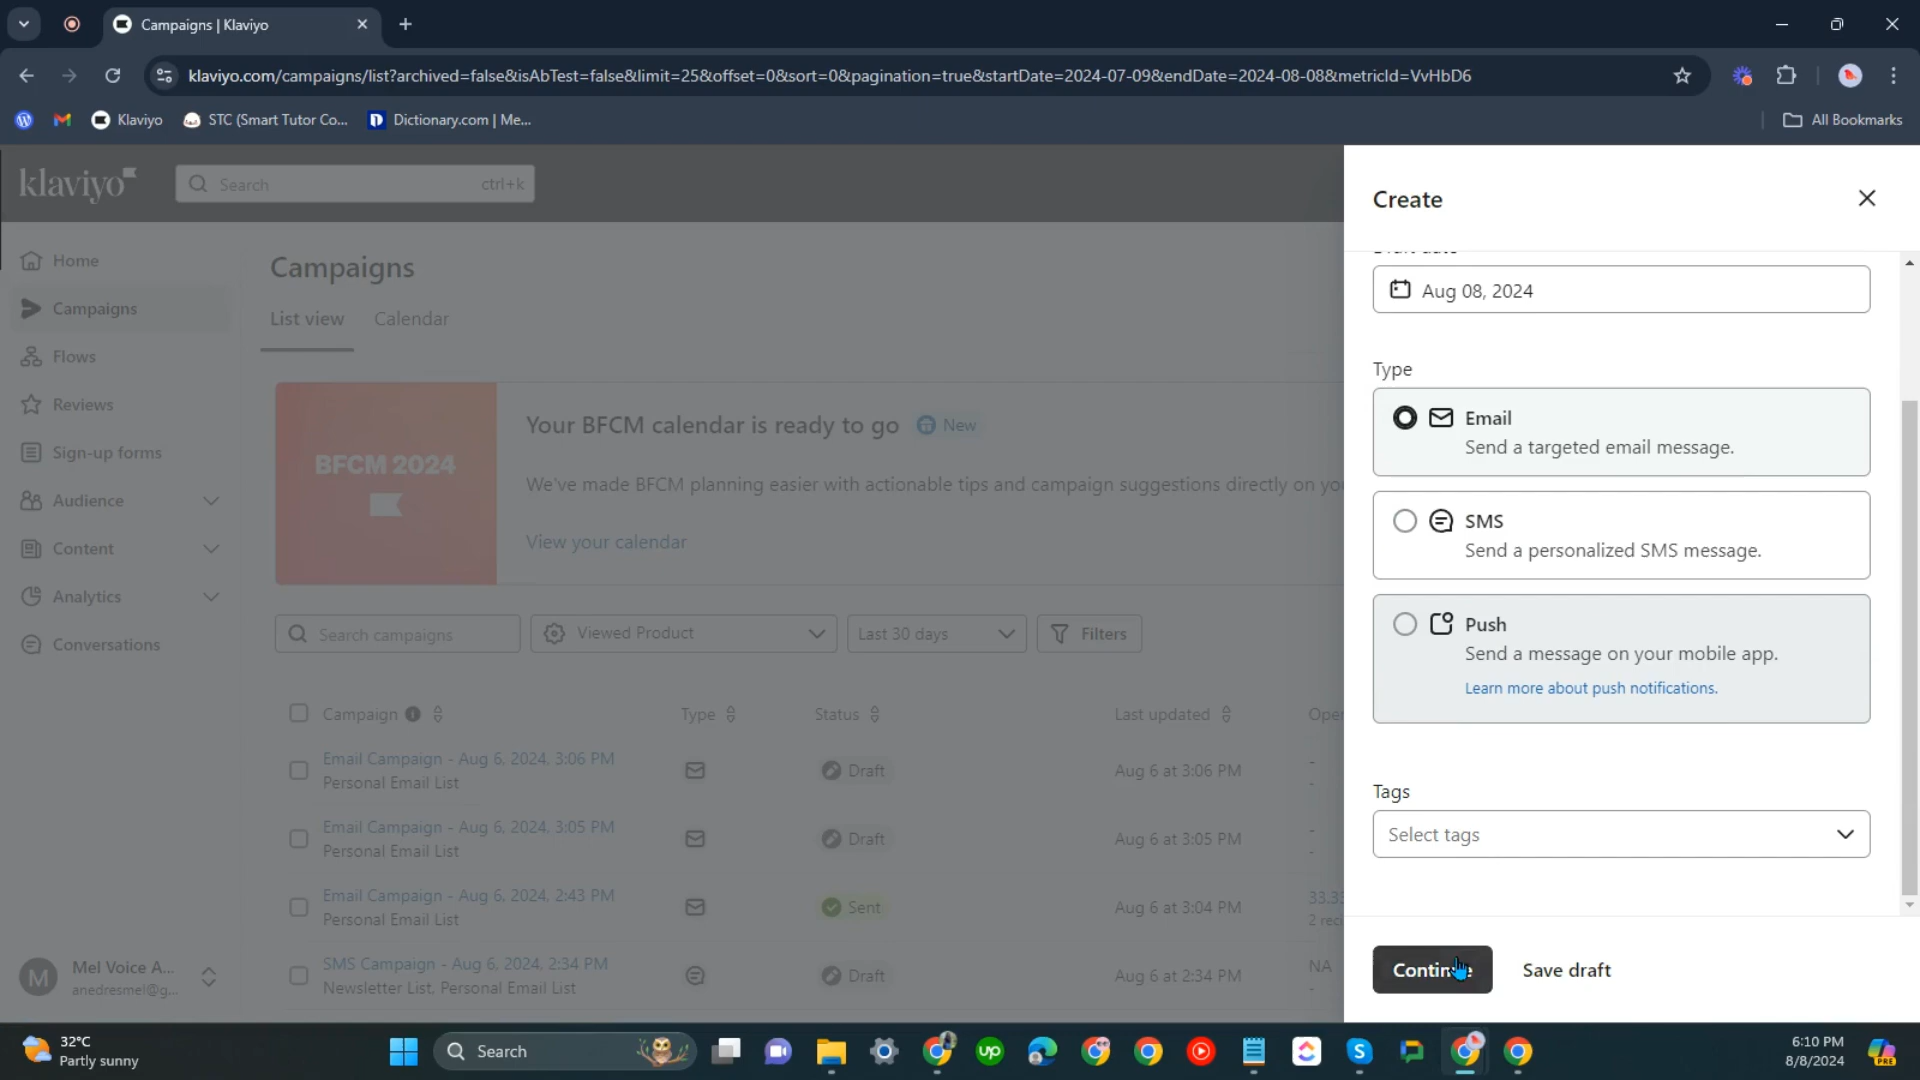 Campaigns | Klaviyo
klaviyo.com/campaigns/list?archived=false&isAbTest=false&limit=25&offset=0&sort=0&pagination=true&startDate=2024-07-09&endDate=2024-08-08&metricId=VvHbD6
Klaviyo
STC (Smart Tutor Co...
Dictionary.com | Me...
All Bookmarks
klaviyo
Search
ctrl+k
Home
Campaigns
Flows
Reviews
Sign-up forms
Audience
Content
Analytics
Conversations
Mel Voice A...
anedresmel@g...
Campaigns
List view
Calendar
BFCM 2024
Your BFCM calendar is ready to go
New
We've made BFCM planning easier with actionable tips and campaign suggestions directly on
View your calendar
Search campaigns
Viewed Product
Last 30 days
Filters
Campaign
Type
Status
Last updated
Email Campaign - Aug 6, 2024, 3:06 PM
Personal Email List
Draft
Aug 6 at 3:06 PM
-
-
Email Campaign - Aug 6, 2024, 3:05 PM
Personal Email List
Draft
Aug 6 at 3:05 PM
-
-
Email Campaign - Aug 6, 2024, 2:43 PM
Personal Email List
Sent
Aug 6 at 3:04 PM
SMS Campaign - Aug 6, 2024, 2:34 PM
Newsletter List, Personal Email List
Draft
Aug 6 at 2:34 PM
NA
-
Create
Aug 08, 2024
Type
Email
Send a targeted email message.
SMS
Send a personalized SMS message.
Push
Send a message on your mobile app.
Learn more about push notifications.
Tags
Select tags
Continue
Save draft
32°C
Partly sunny
Search
6:10 PM
8/8/2024